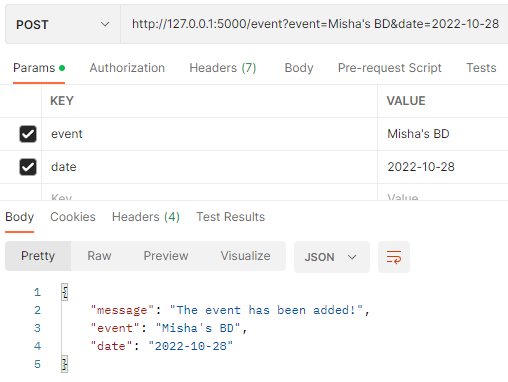 POST http://127.0.0.1:5000/event?event=Misha's BD&date=2022-10-28
Params Authorization Headers (7) Body Pre-request Script Tests
KEY VALUE
event Misha's BD
date 2022-10-28
Key Value
Body Cookies Headers (4) Test Results
Pretty Raw Preview Visualize JSON
1 {
2 "message": "The event has been added!",
3 "event": "Misha's BD",
4 "date": "2022-10-28"
5 }